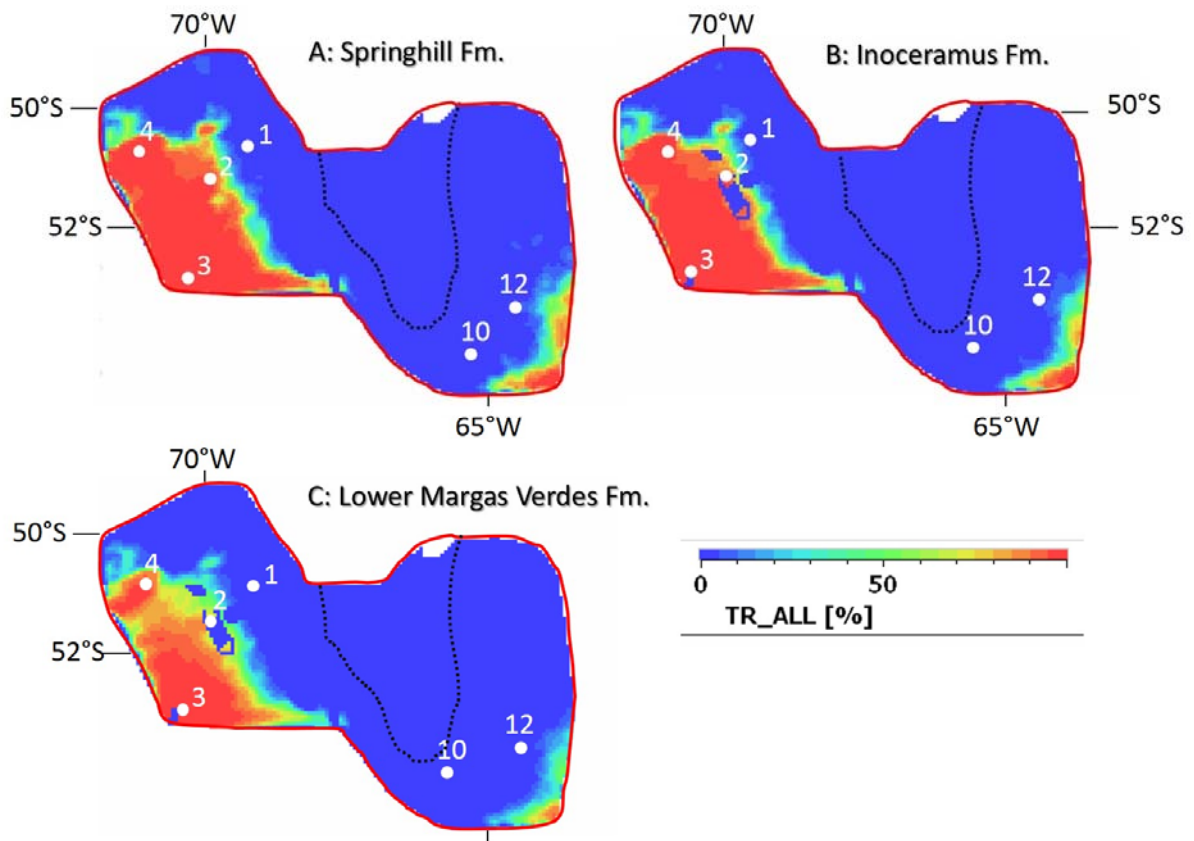 70°W
A: Springhill Fm.
50°S
4
1
2
52°S
3
12
10
65°W
70°W
B: Inoceramus Fm.
50°S
4
1
2
52°S
3
12
10
65°W
70°W
C: Lower Margas Verdes Fm.
50°S
4
1
2
52°S
3
12
10
0 50
TR_ALL [%]